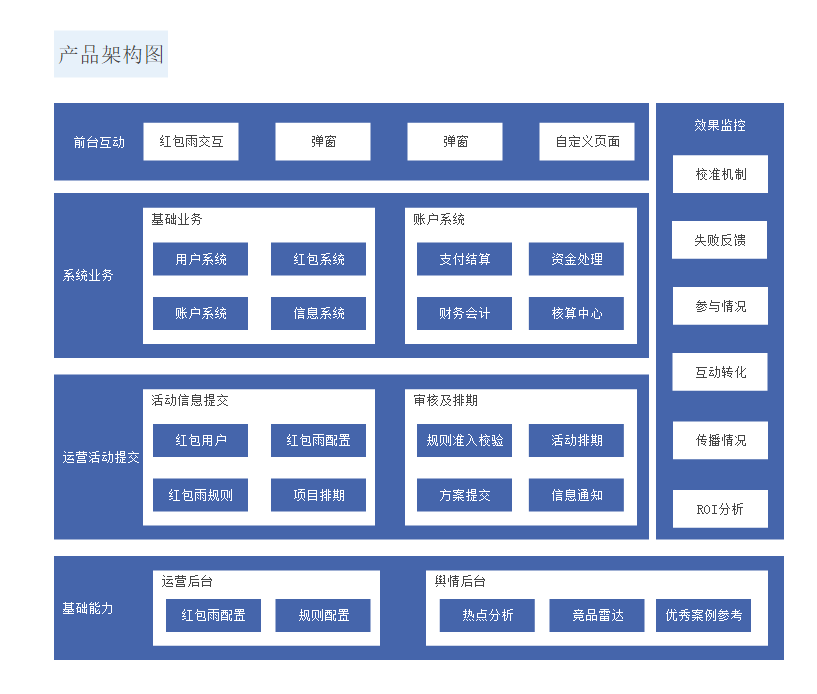 产品架构图
前台互动
红包雨交互
弹窗
弹窗
自定义页面
系统业务
基础业务
用户系统
红包系统
账户系统
信息系统
账户系统
支付结算
资金处理
财务会计
核算中心
运营活动提交
活动信息提交
红包用户
红包雨配置
红包雨规则
项目排期
审核及排期
规则准入校验
活动排期
方案提交
信息通知
效果监控
校准机制
失败反馈
参与情况
互动转化
传播情况
ROI分析
基础能力
运营后台
红包雨配置
规则配置
舆情后台
热点分析
竟品雷达
优秀案例参考